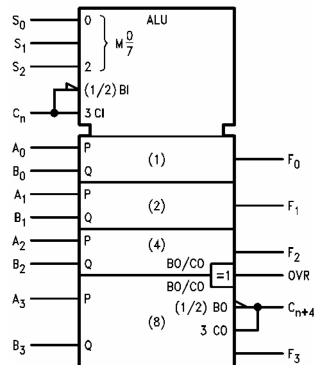 S0 0 ALU
S1 M 0/7
S2 2
(1/2) BI
Cn 3 CI
A0 P
(1) F0
B0 Q
A1 P
(2) F1
B1 Q
A2 P
(4) F2
B2 Q BO/CO
=1 OVR
BO/CO
A3 P (1/2) BO Cn+4
(8) 3 CO
B3 Q F3